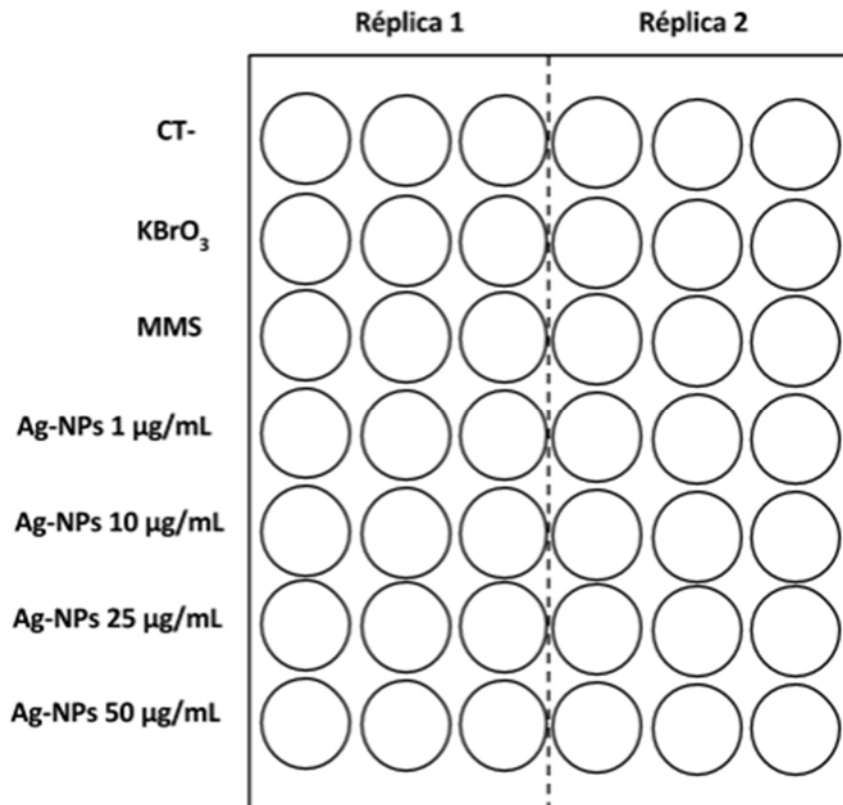 Réplica 1 Réplica 2
CT-
KBrO₃
MMS
Ag-NPs 1 µg/mL
Ag-NPs 10 µg/mL
Ag-NPs 25 µg/mL
Ag-NPs 50 µg/mL